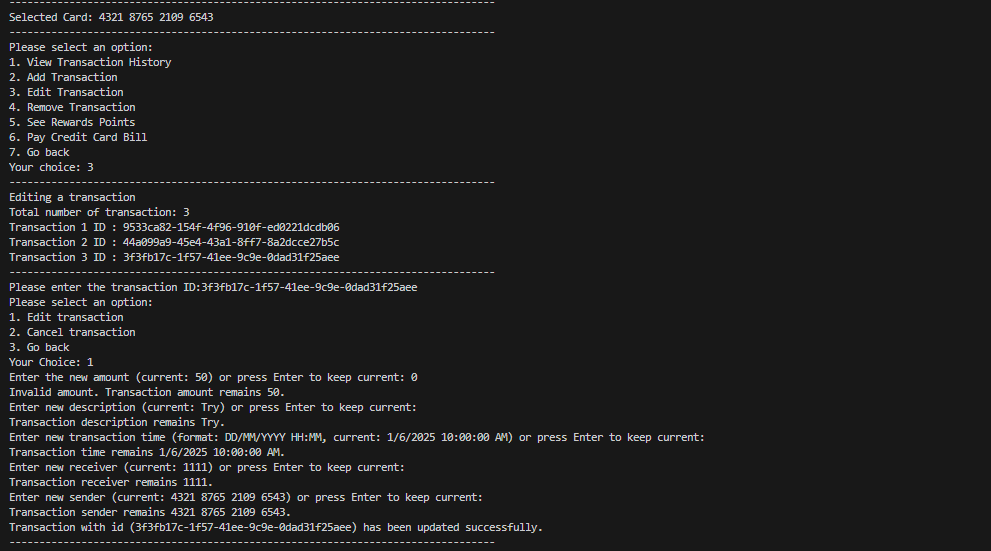 ---------------------------------------------------------------------------------
Selected Card: 4321 8765 2109 6543
---------------------------------------------------------------------------------
Please select an option:
1. View Transaction History
2. Add Transaction
3. Edit Transaction
4. Remove Transaction
5. See Rewards Points
6. Pay Credit Card Bill
7. Go back
Your choice: 3
---------------------------------------------------------------------------------
Editing a transaction
Total number of transaction: 3
Transaction 1 ID : 9533ca82-154f-4f96-910f-ed0221dcdb06
Transaction 2 ID : 44a099a9-45e4-43a1-8ff7-8a2dcce27b5c
Transaction 3 ID : 3f3fb17c-1f57-41ee-9c9e-0dad31f25aee
---------------------------------------------------------------------------------
Please enter the transaction ID:3f3fb17c-1f57-41ee-9c9e-0dad31f25aee
Please select an option:
1. Edit transaction
2. Cancel transaction
3. Go back
Your Choice: 1
Enter the new amount (current: 50) or press Enter to keep current: 0
Invalid amount. Transaction amount remains 50.
Enter new description (current: Try) or press Enter to keep current:
Transaction description remains Try.
Enter new transaction time (format: DD/MM/YYYY HH:MM, current: 1/6/2025 10:00:00 AM) or press Enter to keep current:
Transaction time remains 1/6/2025 10:00:00 AM.
Enter new receiver (current: 1111) or press Enter to keep current:
Transaction receiver remains 1111.
Enter new sender (current: 4321 8765 2109 6543) or press Enter to keep current:
Transaction sender remains 4321 8765 2109 6543.
Transaction with id (3f3fb17c-1f57-41ee-9c9e-0dad31f25aee) has been updated successfully.
---------------------------------------------------------------------------------